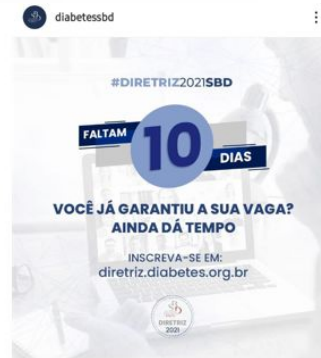 diabetessbd
#DIRETRIZ2021SBD
FALTAM
10
DIAS
VOCÊ JÁ GARANTIU A SUA VAGA?
AINDA DÁ TEMPO
INSCREVA-SE EM:
diretriz.diabetes.org.br
DIRETRIZ
2021